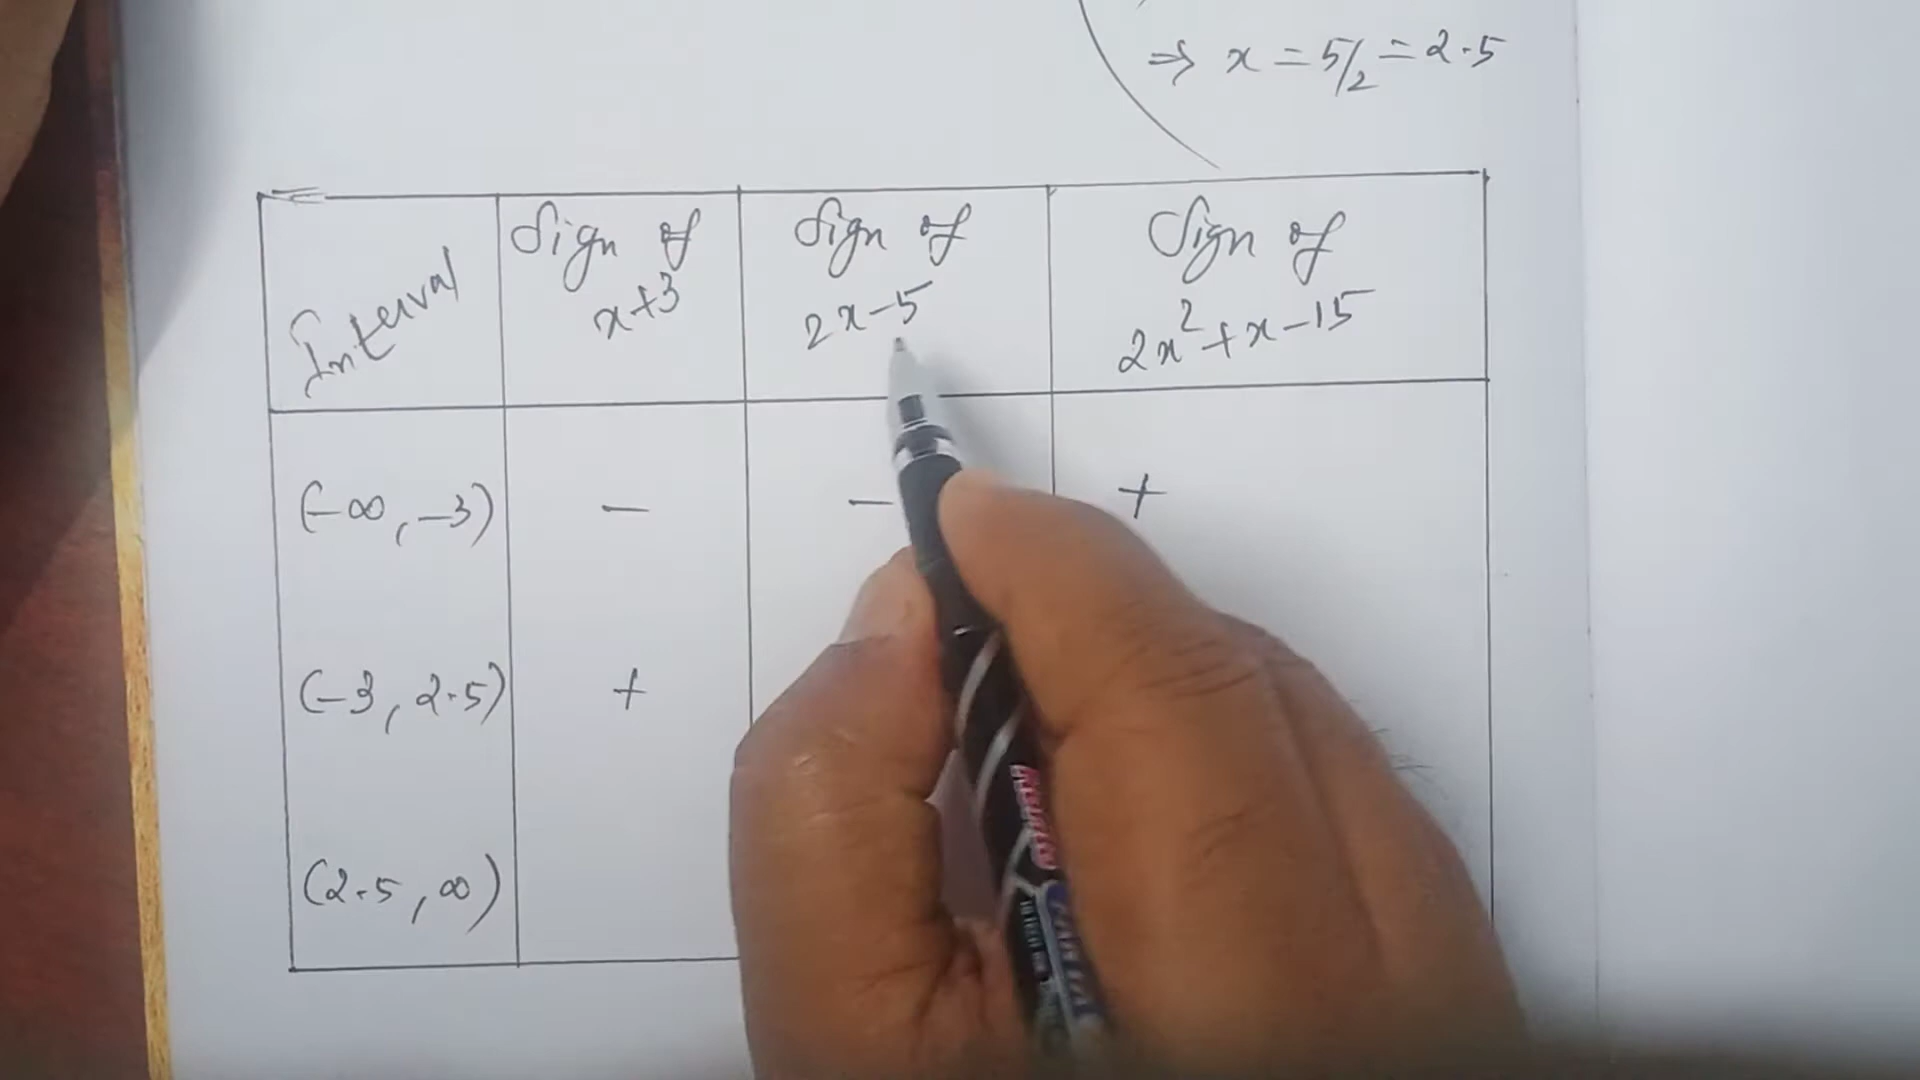 ⇒ x = 5/2 = 2.5
Interval
Sign of
x+3
Sign of
2x-5
Sign of
2x²+x-15
(-∞, -3)
-
-
+
(-3, 2.5)
+
(2.5, ∞)